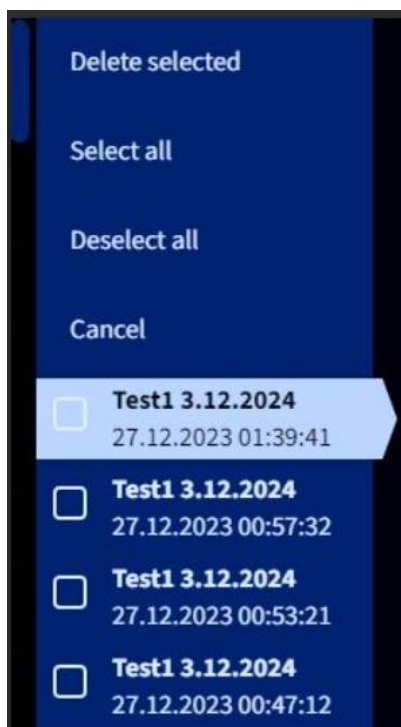 Delete selected
Select all
Deselect all
Cancel
Test1 3.12.2024
27.12.2023 01:39:41
Test1 3.12.2024
27.12.2023 00:57:32
Test1 3.12.2024
27.12.2023 00:53:21
Test1 3.12.2024
27.12.2023 00:47:12